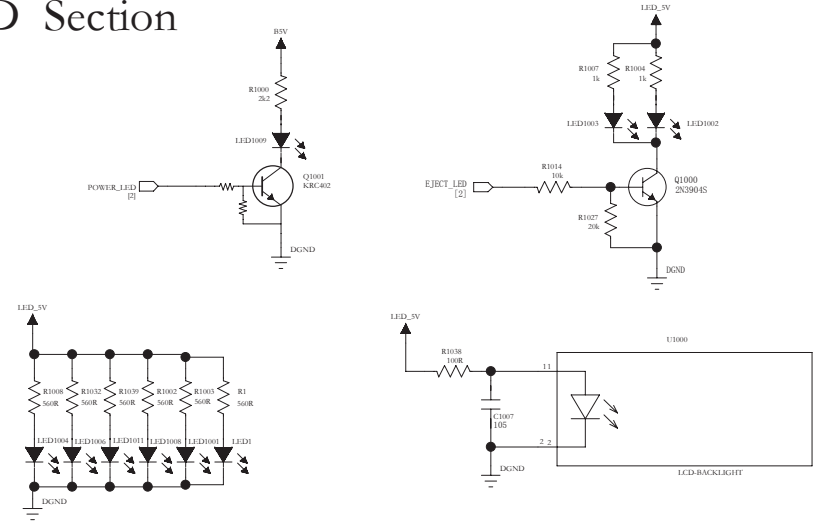 D Section
B5V
R1000
2k2
LED1009
POWER_LED
[2]
Q1001
KRC402
DGND
LED_5V
R1007
1k
R1004
1k
LED1003
LED1002
EJECT_LED
[2]
R1014
10k
Q1000
2N3904S
R1027
20k
DGND
LED_5V
R1008
560R
R1032
560R
R1039
560R
R1002
560R
R1003
560R
R1
560R
LED1004
LED1006
LED1011
LED1008
LED1001
LED1
DGND
LED_5V
R1038
100R
C1007
105
DGND
U1000
1 1
2 2
LCD-BACKLIGHT